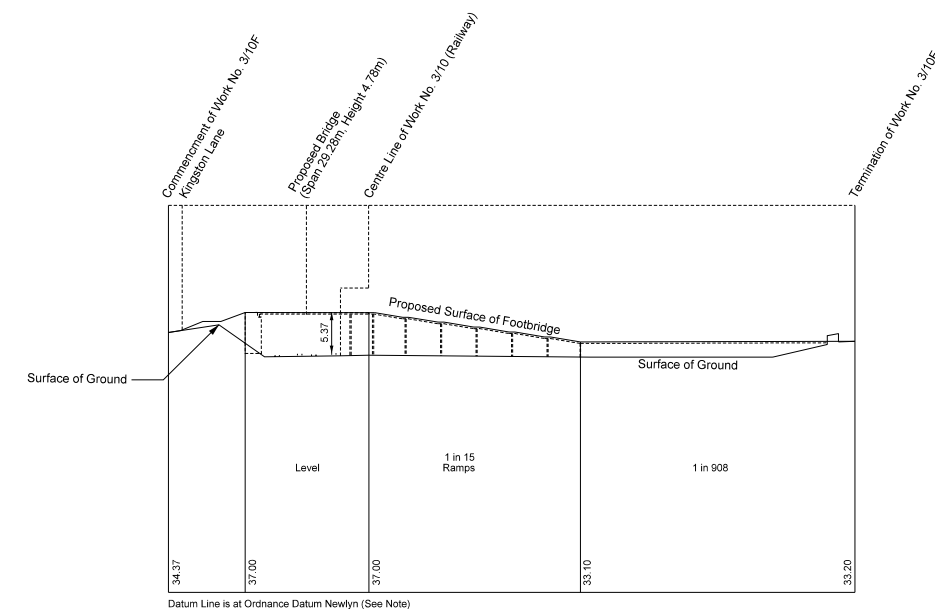 Commencment of Work No. 3/10F
Kingston Lane
Proposed Bridge
(Span 29.28m, Height 4.78m)
Centre Line of Work No. 3/10 (Railway)
Termination of Work No. 3/10F
Proposed Surface of Footbridge
5.37
Surface of Ground
Surface of Ground
Level
1 in 15
Ramps
1 in 908
34.37
37.00
37.00
33.10
33.20
Datum Line is at Ordnance Datum Newlyn (See Note)